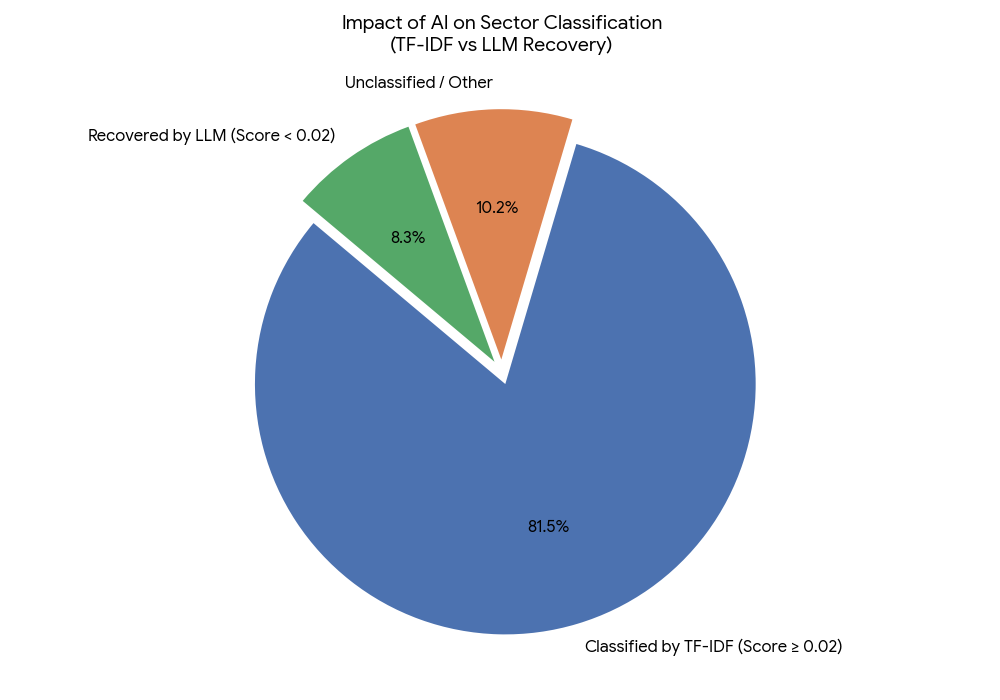 Impact of AI on Sector Classification
(TF-IDF vs LLM Recovery)
Unclassified / Other
Recovered by LLM (Score < 0.02)
10.2%
8.3%
81.5%
Classified by TF-IDF (Score ≥ 0.02)